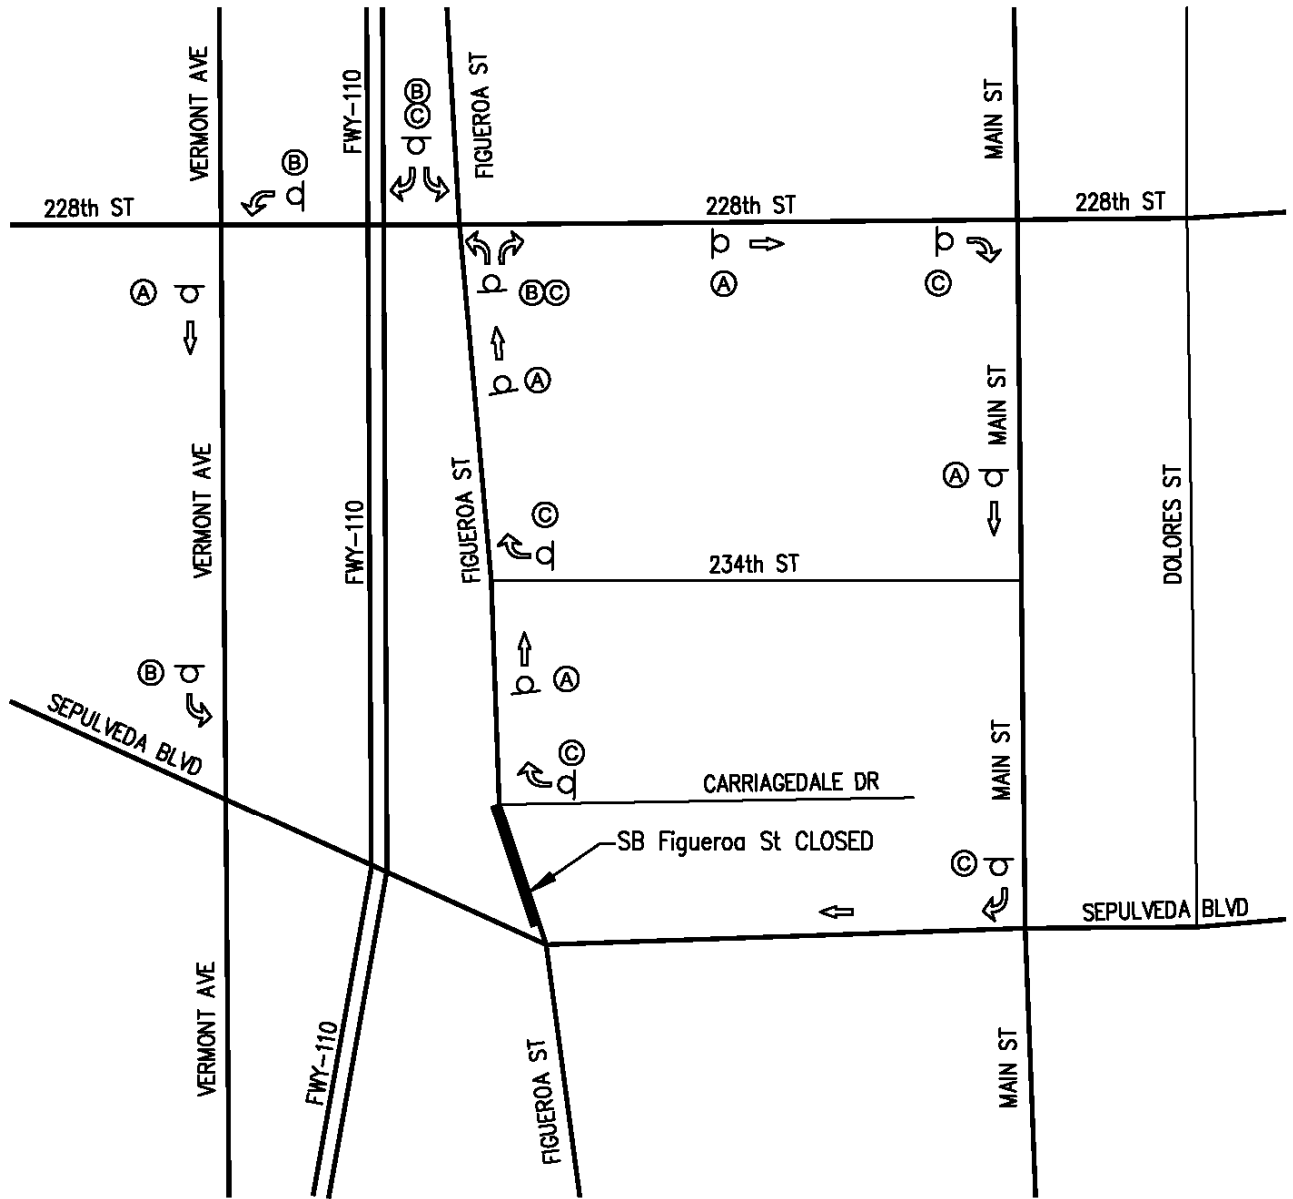 VERMONT AVE
FWY-110
FIGUEROA ST
MAIN ST
B
C
B
228th ST
228th ST
228th ST
A
BC
A
C
A
MAIN ST
VERMONT AVE
FWY-110
FIGUEROA ST
A
DOLORES ST
C
234th ST
B
A
SEPULVEDA BLVD
C
MAIN ST
CARRIAGEDALE DR
SB Figueroa St CLOSED
C
SEPULVEDA BLVD
VERMONT AVE
FWY-110
FIGUEROA ST
MAIN ST